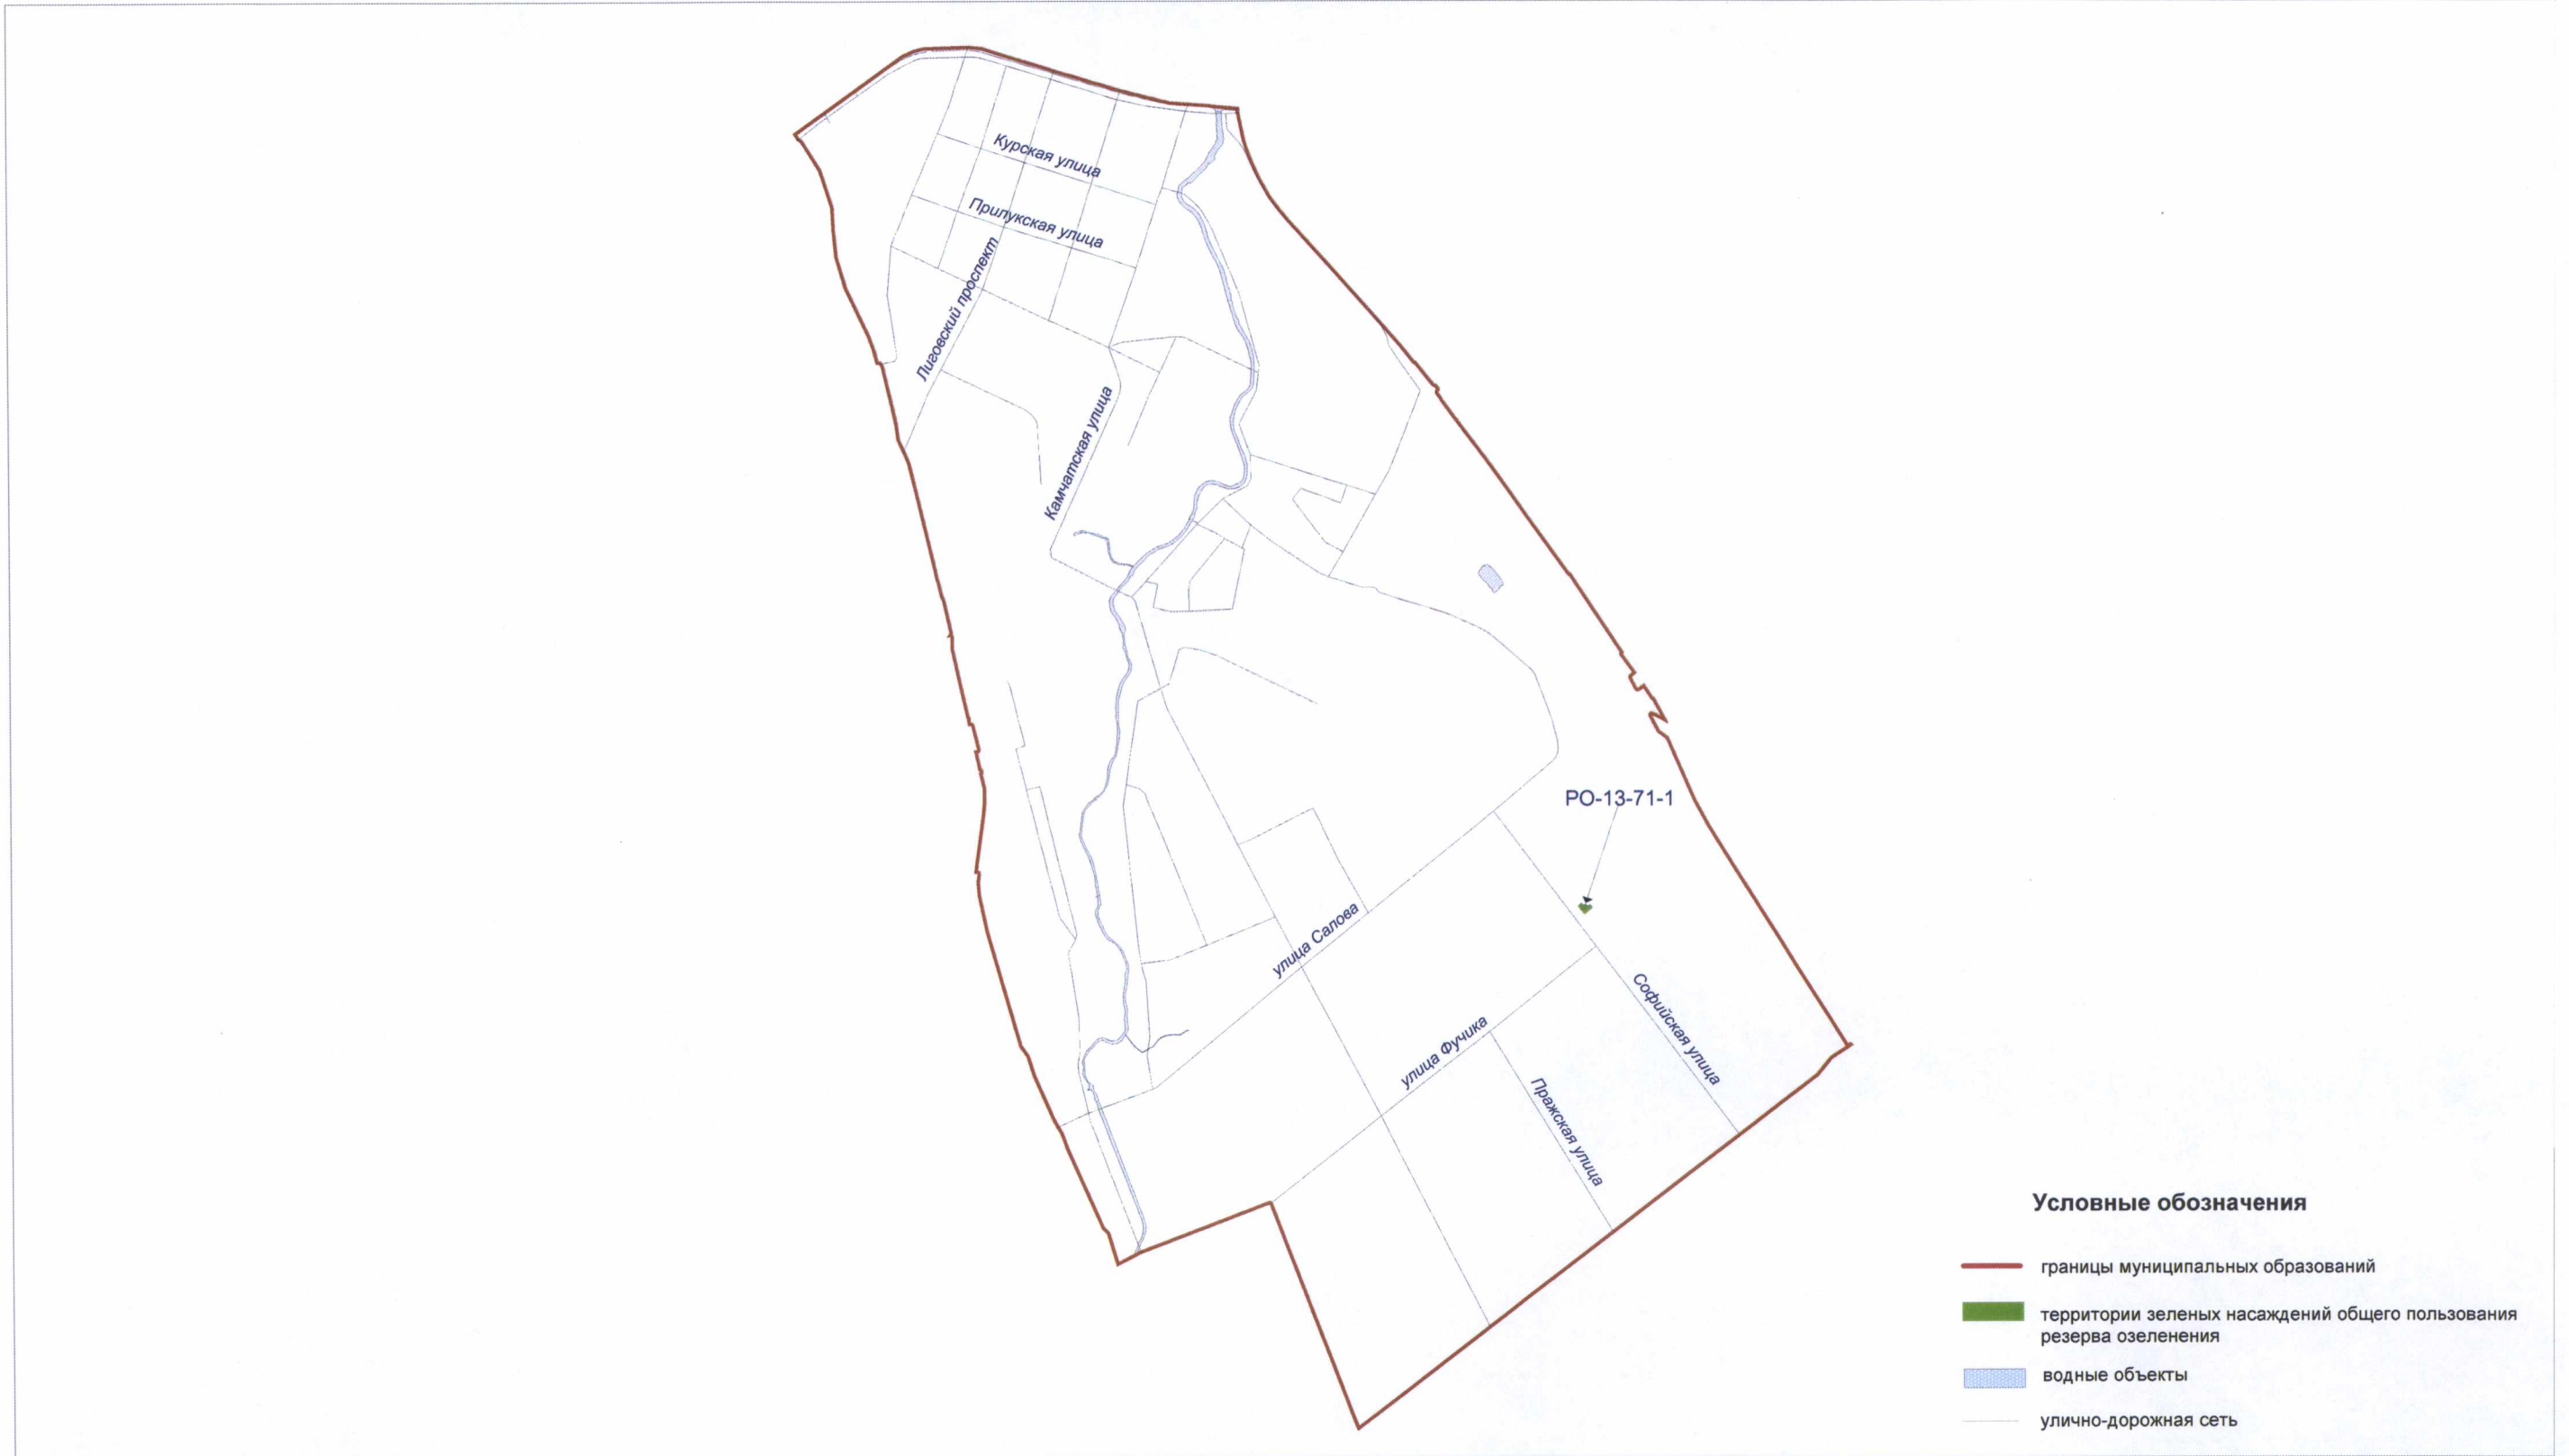 Курская улица
Прилукская улица
Лиговский проспект
Камчатская улица
РО-13-71-1
улица Салова
Софийская улица
улица Фучика
Пражская улица
Условные обозначения
границы муниципальных образований
территории зеленых насаждений общего пользования
резерва озеленения
водные объекты
улично-дорожная сеть